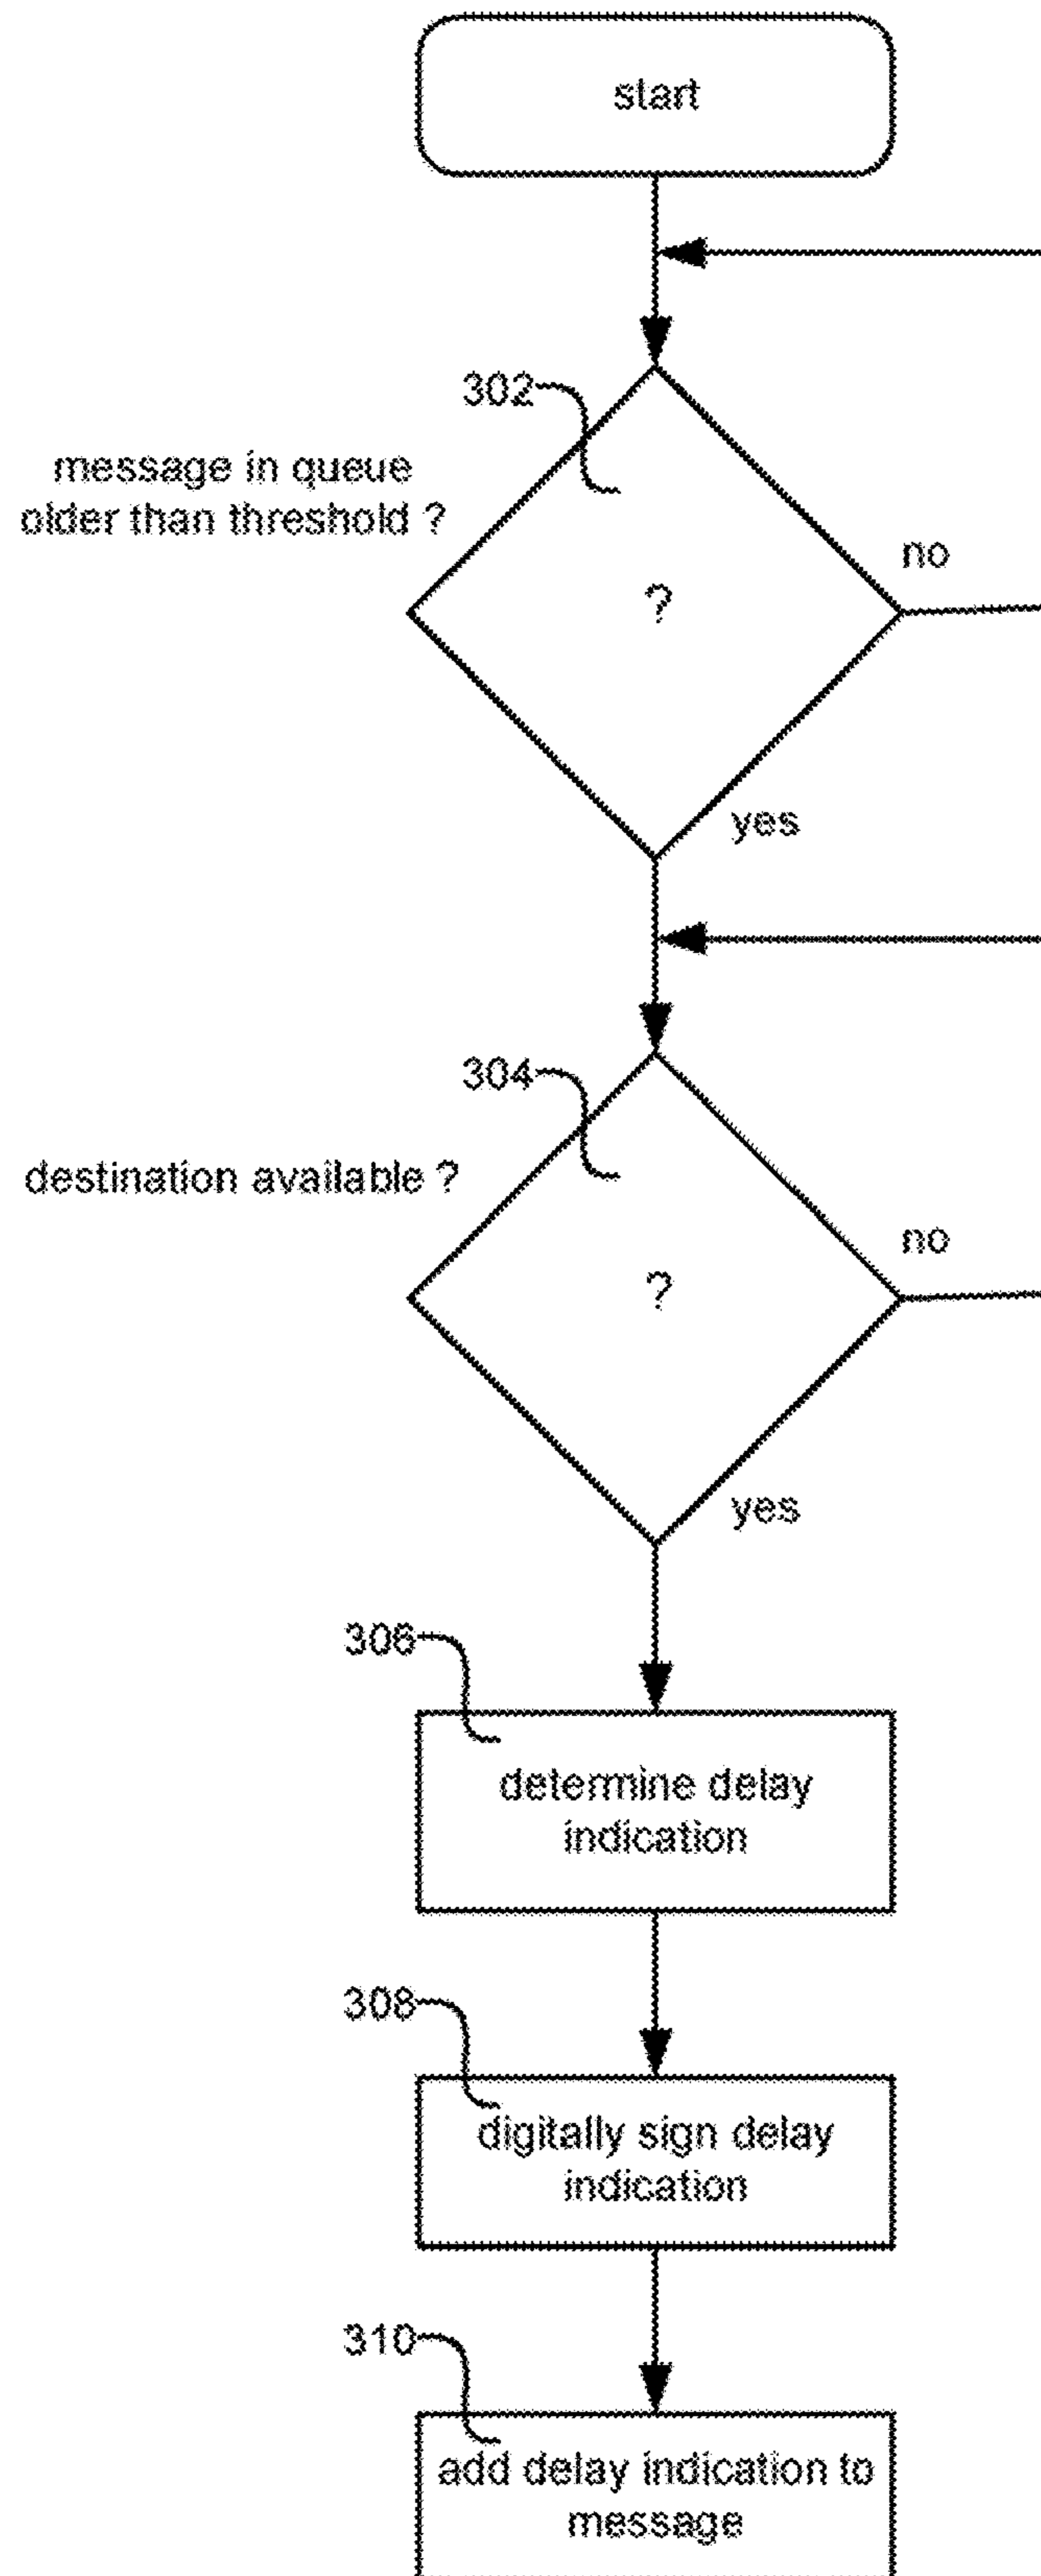 start
302
message in queue
older than threshold ?
no
?
yes
304
destination available ?
no
?
yes
306
determine delay
indication
308
digitally sign delay
indication
310
add delay indication to
message